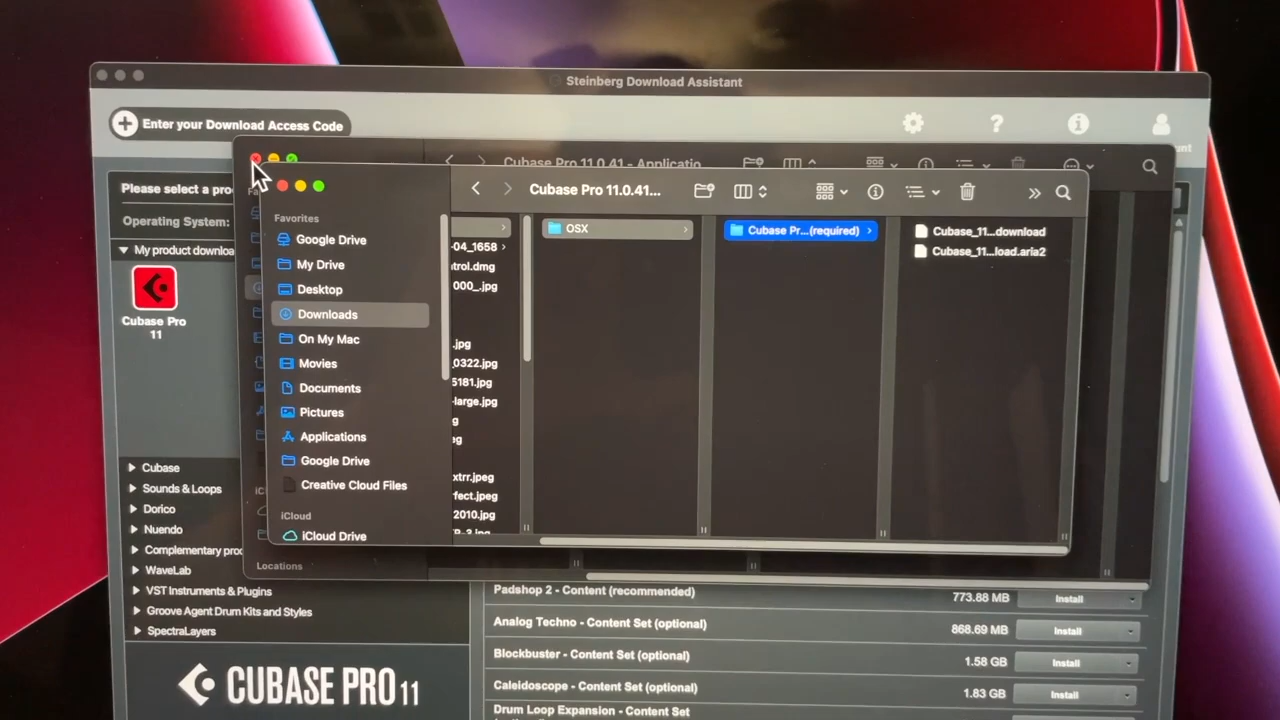 Steinberg Download Assistant
Enter your Download Access Code
Please select a pro
Operating System:
My product downloa
Cubase Pro
11
Cubase
Sounds & Loops
Dorico
Nuendo
Complementary pro
WaveLab
VST Instruments & Plugins
Groove Agent Drum Kits and Styles
SpectraLayers
CUBASE PRO 11
Cubase Pro 11.0.41 - Applicatio
Locations
Cubase Pro 11.0.41...
Favorites
Google Drive
My Drive
Desktop
Downloads
On My Mac
Movies
Documents
Pictures
Applications
Google Drive
Creative Cloud Files
iCloud
iCloud Drive
-04_1658
ntrol.dmg
000_.jpg
.jpg
_0322.jpg
5181.jpg
-large.jpg
xtrr.jpeg
rfect.jpeg
2010.jpg
OSX
Cubase Pr...(required)
Cubase_11...download
Cubase_11...load.aria2
Padshop 2 - Content (recommended) 773.88 MB Install
Analog Techno - Content Set (optional) 868.69 MB Install
Blockbuster - Content Set (optional) 1.58 GB Install
Caleidoscope - Content Set (optional) 1.83 GB Install
Drum Loop Expansion - Content Set